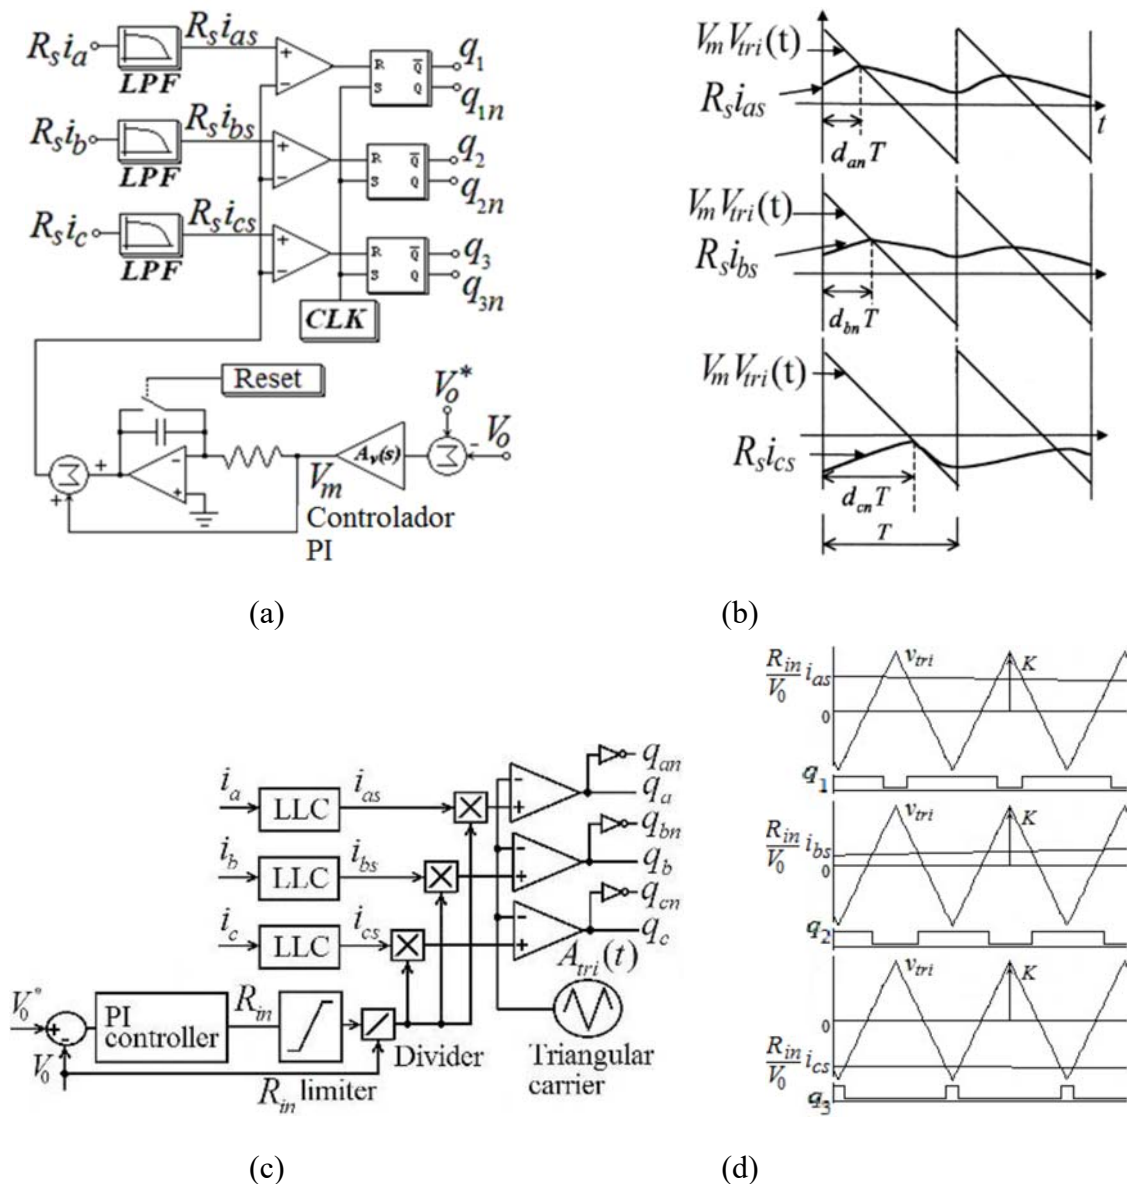 R_s i_a
LPF
R_s i_as
R Q̅
S Q
q_1
q_1n
R_s i_b
LPF
R_s i_bs
R Q̅
S Q
q_2
q_2n
R_s i_c
LPF
R_s i_cs
R Q̅
S Q
q_3
q_3n
CLK
Reset
V_o*
V_o
Σ
A_v(s)
Σ
V_m
Controlador
PI
(a)
V_m V_tri(t)
R_s i_as
t
d_an T
V_m V_tri(t)
R_s i_bs
d_bn T
V_m V_tri(t)
R_s i_cs
d_cn T
T
(b)
i_a LLC i_as
q_an
q_a
i_b LLC i_bs
q_bn
q_b
i_c LLC i_cs
q_cn
q_c
A_tri(t)
V_0*
PI
controller
R_in
V_0
Divider
R_in limiter
Triangular
carrier
(c)
R_in/V_0 i_as
v_tri
K
0
q_1
R_in/V_0 i_bs
v_tri
K
0
q_2
v_tri
K
0
R_in/V_0 i_cs
q_3
(d)